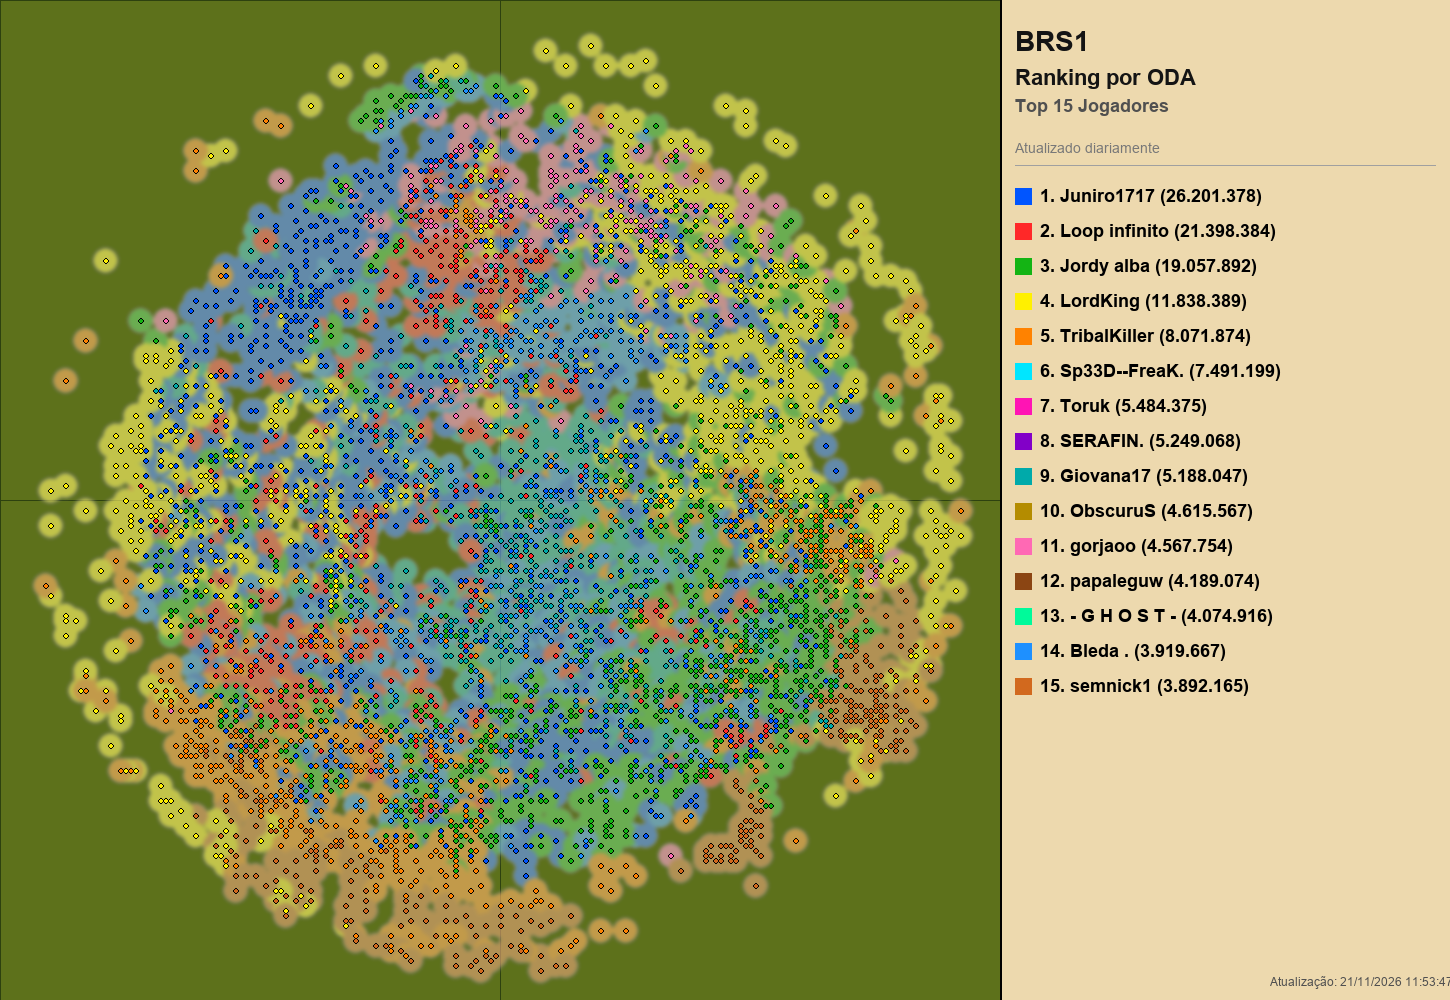 BRS1
Ranking por ODA
Top 15 Jogadores
Atualizado diariamente
1. Juniro1717 (26.201.378)
2. Loop infinito (21.398.384)
3. Jordy alba (19.057.892)
4. LordKing (11.838.389)
5. TribalKiller (8.071.874)
6. Sp33D--FreaK. (7.491.199)
7. Toruk (5.484.375)
8. SERAFIN. (5.249.068)
9. Giovana17 (5.188.047)
10. ObscuruS (4.615.567)
11. gorjaoo (4.567.754)
12. papaleguw (4.189.074)
13. - G H O S T - (4.074.916)
14. Bleda . (3.919.667)
15. semnick1 (3.892.165)
Atualização: 21/11/2026 11:53:47